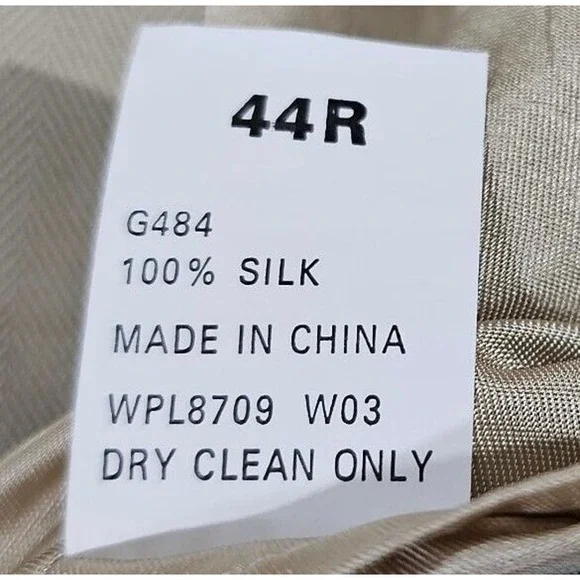 44R
G484
100% SILK
MADE IN CHINA
WPL8709 W03
DRY CLEAN ONLY